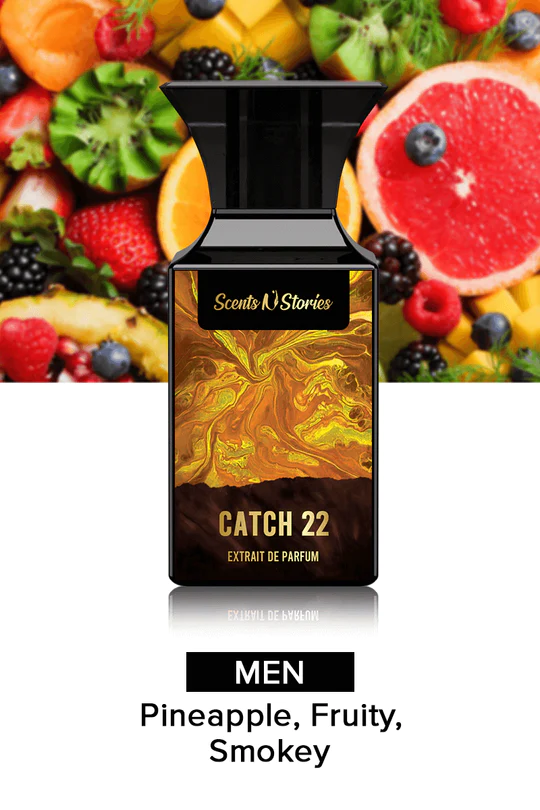 Scents N Stories
CATCH 22
EXTRAIT DE PARFUM
EXTRAIT DE PARFUM
MEN
Pineapple, Fruity,
Smokey